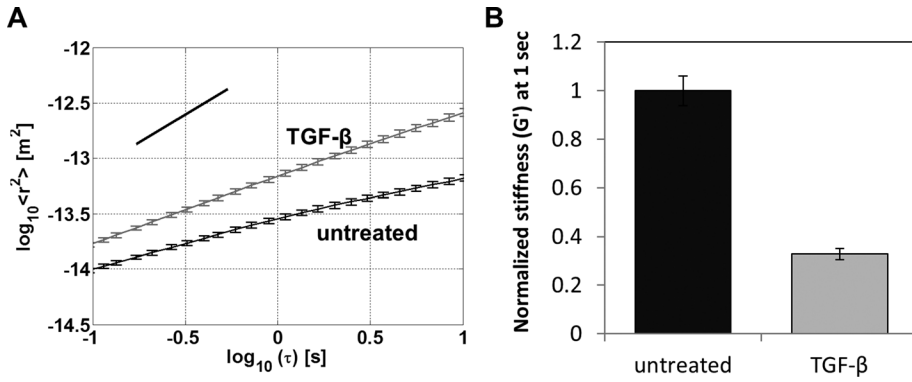 A
log₁₀<r²> [m²]
-12
-12.5
-13
-13.5
-14
-14.5
TGF-β
untreated
-1
-0.5
0
0.5
1
log₁₀ (τ) [s]
B
Normalized stiffness (G') at 1 sec
1.2
1
0.8
0.6
0.4
0.2
0
untreated
TGF-β